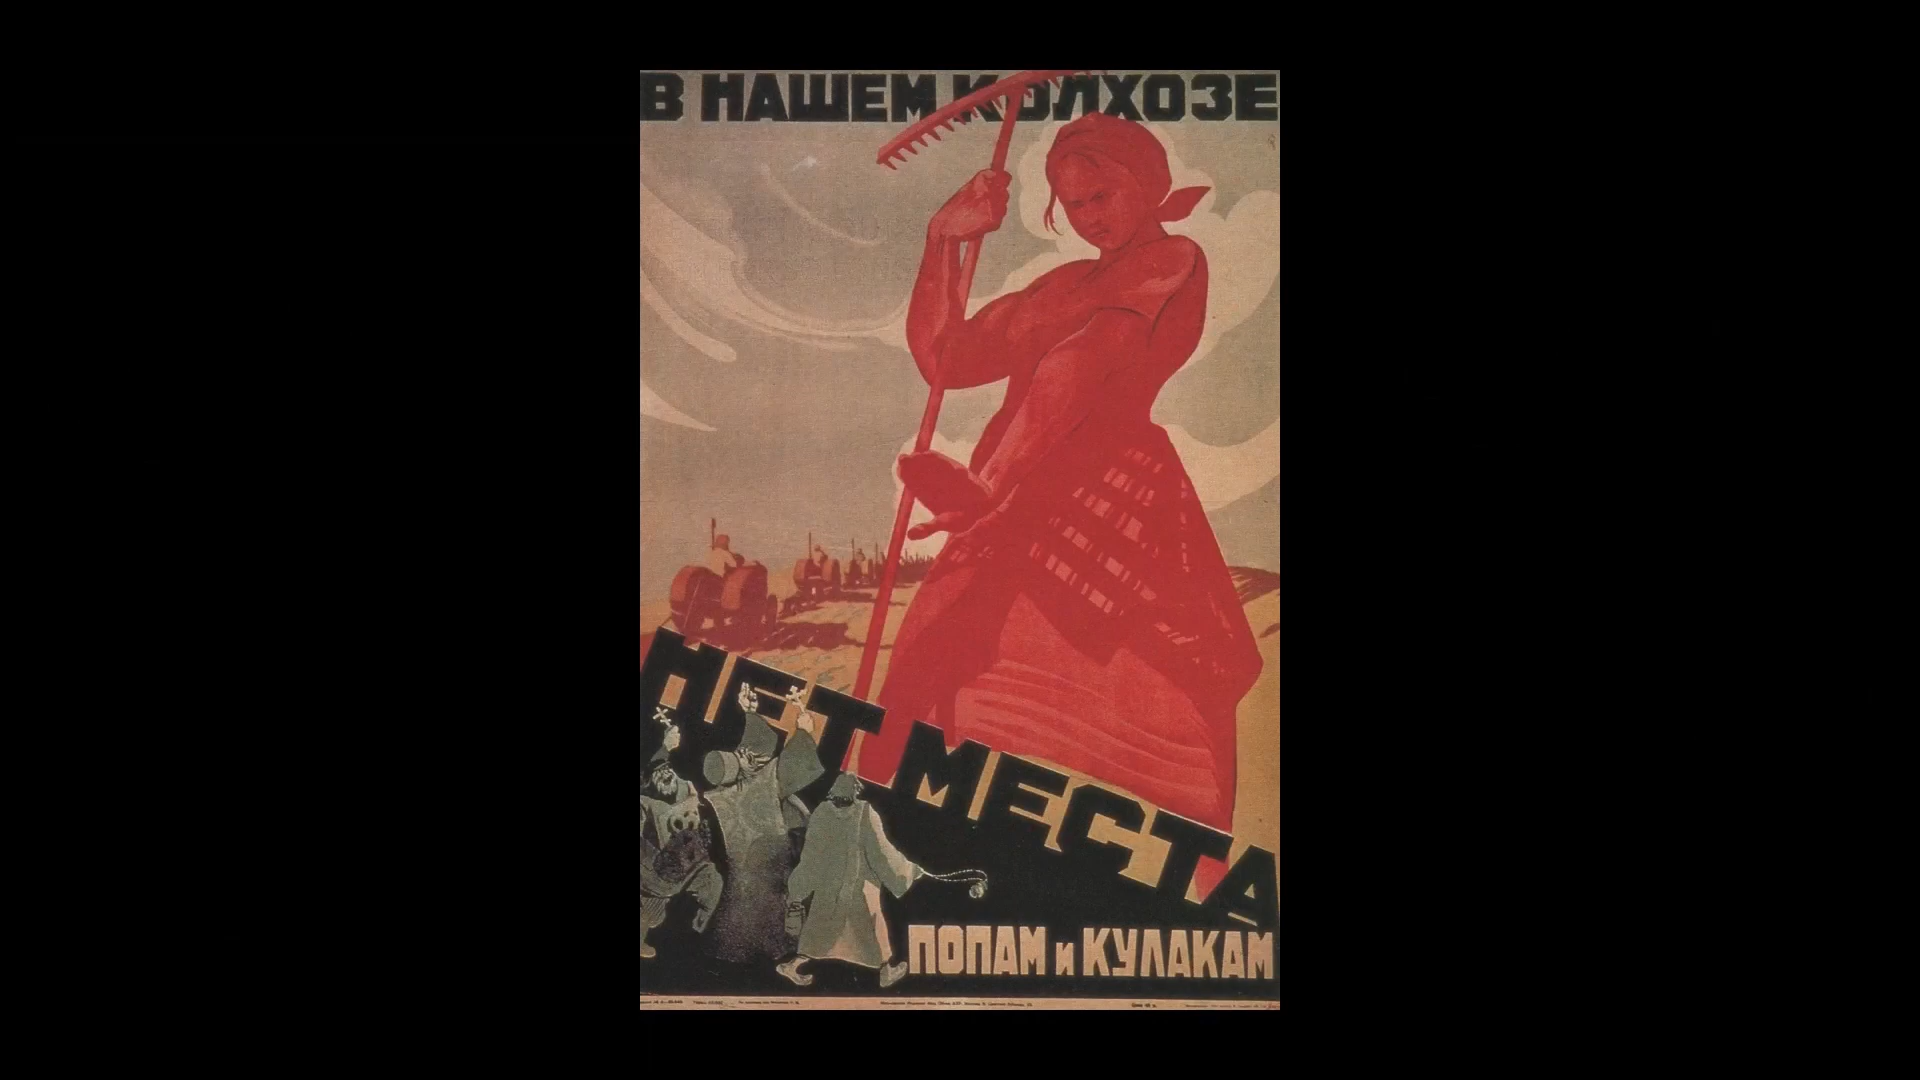 В НАШЕМ КОЛХОЗЕ
НЕТ МЕСТА
ПОПАМ и КУЛАКАМ